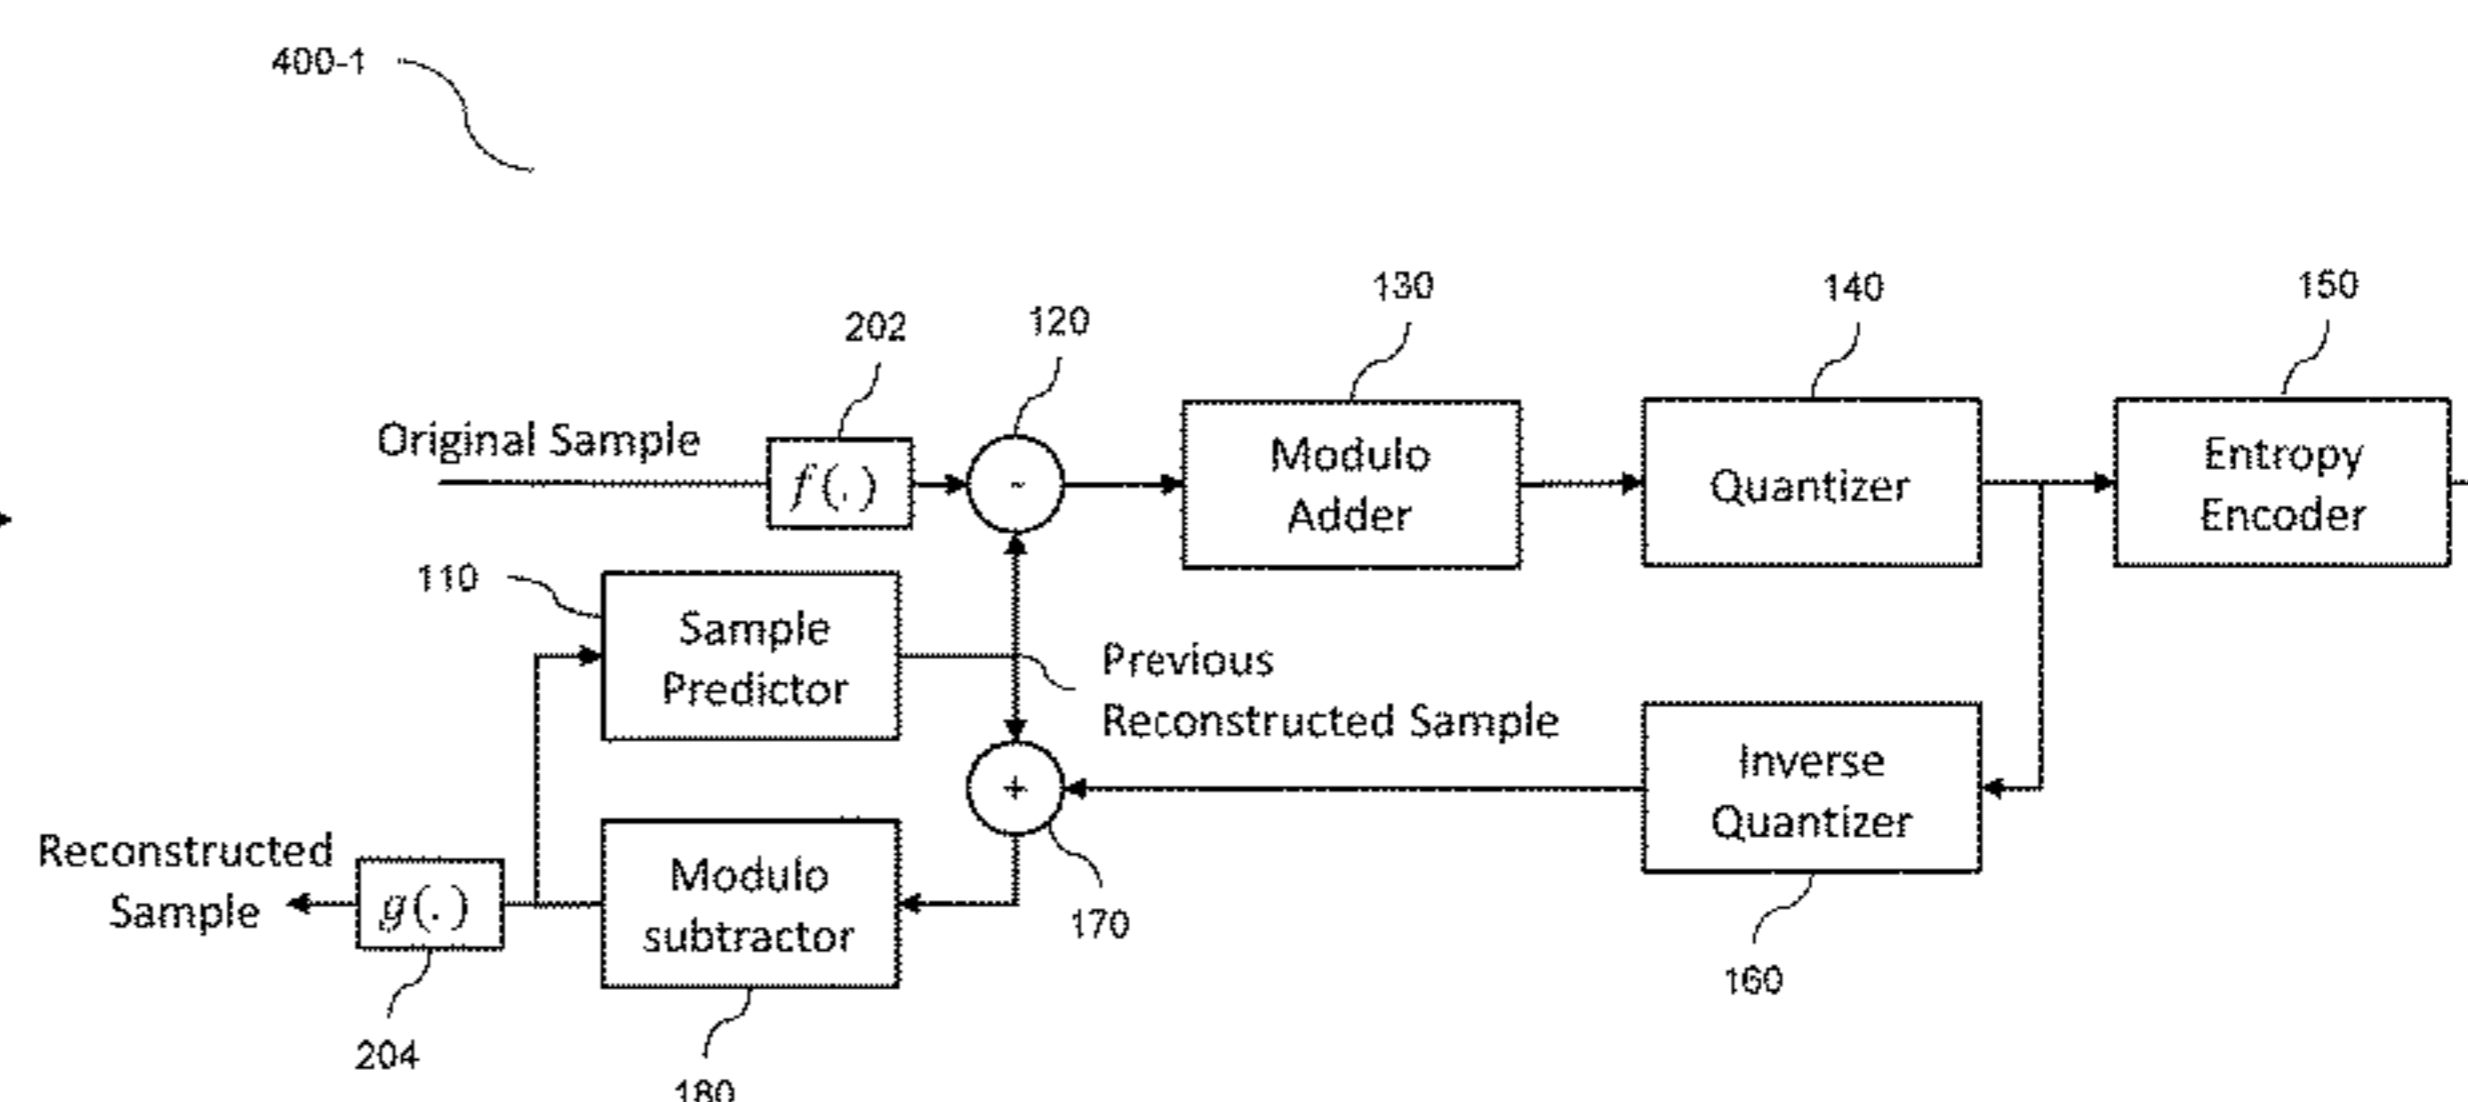 400-1
130
140
150
202
120
Original Sample
f(.)
-
Modulo
Adder
Quantizer
Entropy
Encoder
110
Sample
Predictor
Previous
Reconstructed Sample
+
Inverse
Quantizer
Reconstructed
Sample
g(.)
Modulo
subtractor
170
160
204
180